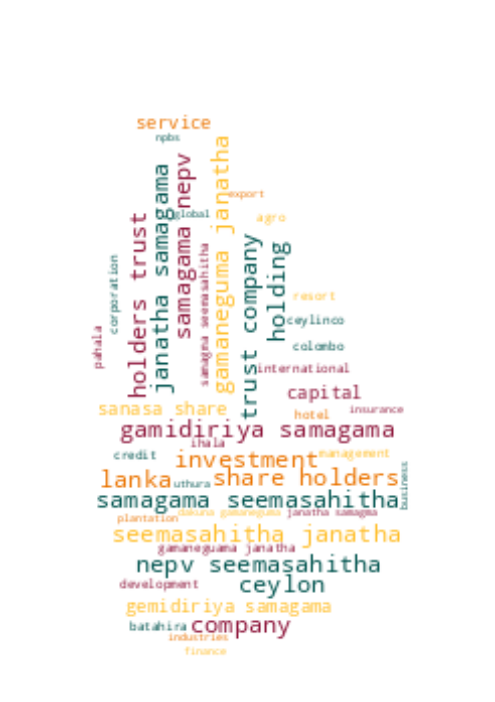 service
npbs
gamaneguma janatha
samagama nepv
janatha samagama
export
global
agro
holders trust
trust company
holding
samagma seemasahitha
corporation
resort
ceylinco
pahala
colombo
international
capital
sanasa share
insurance
hotel
gamidiriya samagama
ihala
credit
management
investment
lanka
share holders
uthura
business
samagama seemasahitha
dakuna gamaneguma
janatha samagma
plantation
seemasahitha janatha
gamaneguama janatha
nepv seemasahitha
development
ceylon
gemidiriya samagama
batahira
company
industries
finance